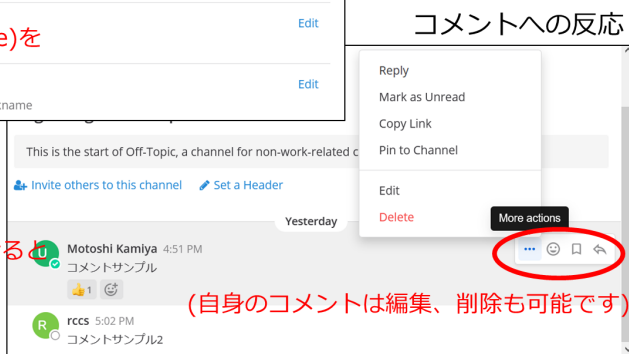 Edit
コメントへの反応
e)を
Edit
kname
Reply
Mark as Unread
Copy Link
Pin to Channel
Edit
Delete
This is the start of Off-Topic, a channel for non-work-related c
Invite others to this channel
Set a Header
Yesterday
More actions
ると
U
Motoshi Kamiya 4:51 PM
コメントサンプル
👍 1
(自身のコメントは編集、削除も可能です)
R
rccs 5:02 PM
コメントサンプル2